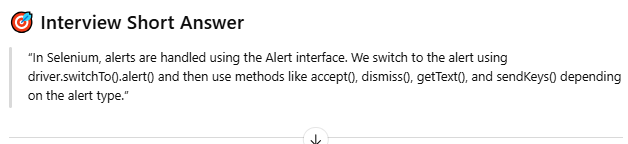 🎯 Interview Short Answer
"In Selenium, alerts are handled using the Alert interface. We switch to the alert using
driver.switchTo().alert() and then use methods like accept(), dismiss(), getText(), and sendKeys() depending
on the alert type."